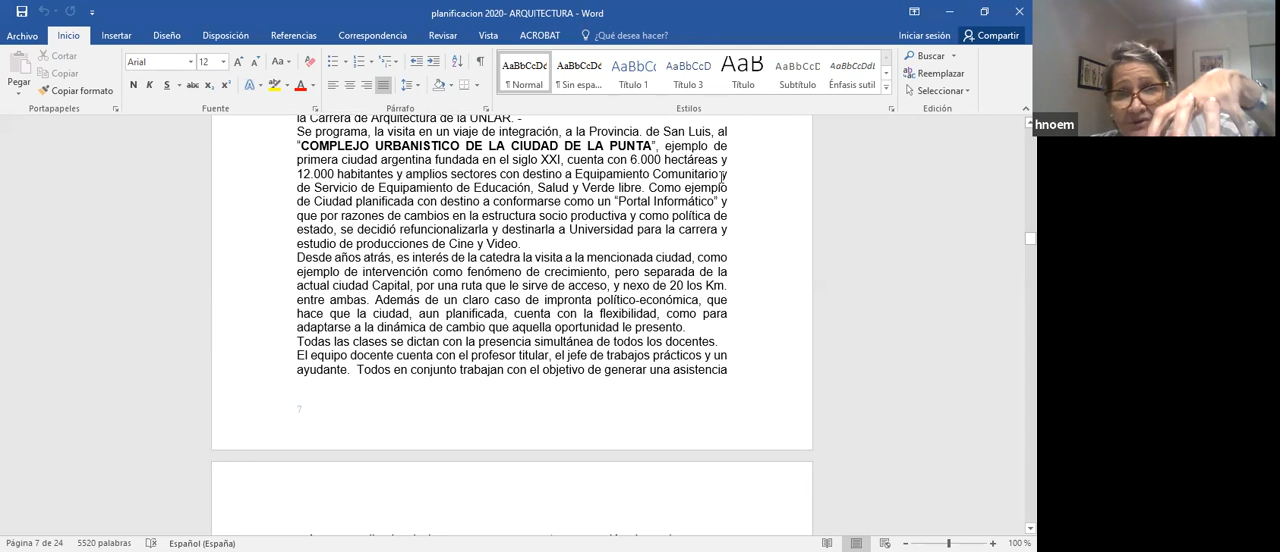 planificacion 2020- ARQUITECTURA - Word
Archivo Inicio Insertar Diseño Disposición Referencias Correspondencia Revisar Vista ACROBAT ¿Qué desea hacer? Iniciar sesión Compartir
Pegar Cortar
Copiar
Copiar formato
Portapapeles
Arial 12
N K S abc x₂ x²
Fuente
Párrafo
AaBbCcDc AaBbCcDc AaBbCc AaBbCcD AaB AaBbCcD AaBbCcDd
¶ Normal ¶ Sin espa... Título 1 Título 3 Título Subtítulo Énfasis sutil
Estilos
Buscar
Reemplazar
Seleccionar
Edición
la Carrera de Arquitectura de la UNLAR. -
Se programa, la visita en un viaje de integración, a la Provincia. de San Luis, al
“COMPLEJO URBANISTICO DE LA CIUDAD DE LA PUNTA”, ejemplo de
primera ciudad argentina fundada en el siglo XXI, cuenta con 6.000 hectáreas y
12.000 habitantes y amplios sectores con destino a Equipamiento Comunitario y
de Servicio de Equipamiento de Educación, Salud y Verde libre. Como ejemplo
de Ciudad planificada con destino a conformarse como un “Portal Informático” y
que por razones de cambios en la estructura socio productiva y como política de
estado, se decidió refuncionalizarla y destinarla a Universidad para la carrera y
estudio de producciones de Cine y Video.
Desde años atrás, es interés de la catedra la visita a la mencionada ciudad, como
ejemplo de intervención como fenómeno de crecimiento, pero separada de la
actual ciudad Capital, por una ruta que le sirve de acceso, y nexo de 20 los Km.
entre ambas. Además de un claro caso de impronta político-económica, que
hace que la ciudad, aun planificada, cuenta con la flexibilidad, como para
adaptarse a la dinámica de cambio que aquella oportunidad le presento.
Todas las clases se dictan con la presencia simultánea de todos los docentes.
El equipo docente cuenta con el profesor titular, el jefe de trabajos prácticos y un
ayudante. Todos en conjunto trabajan con el objetivo de generar una asistencia
7
Página 7 de 24 5520 palabras Español (España) 100 %
hnoem